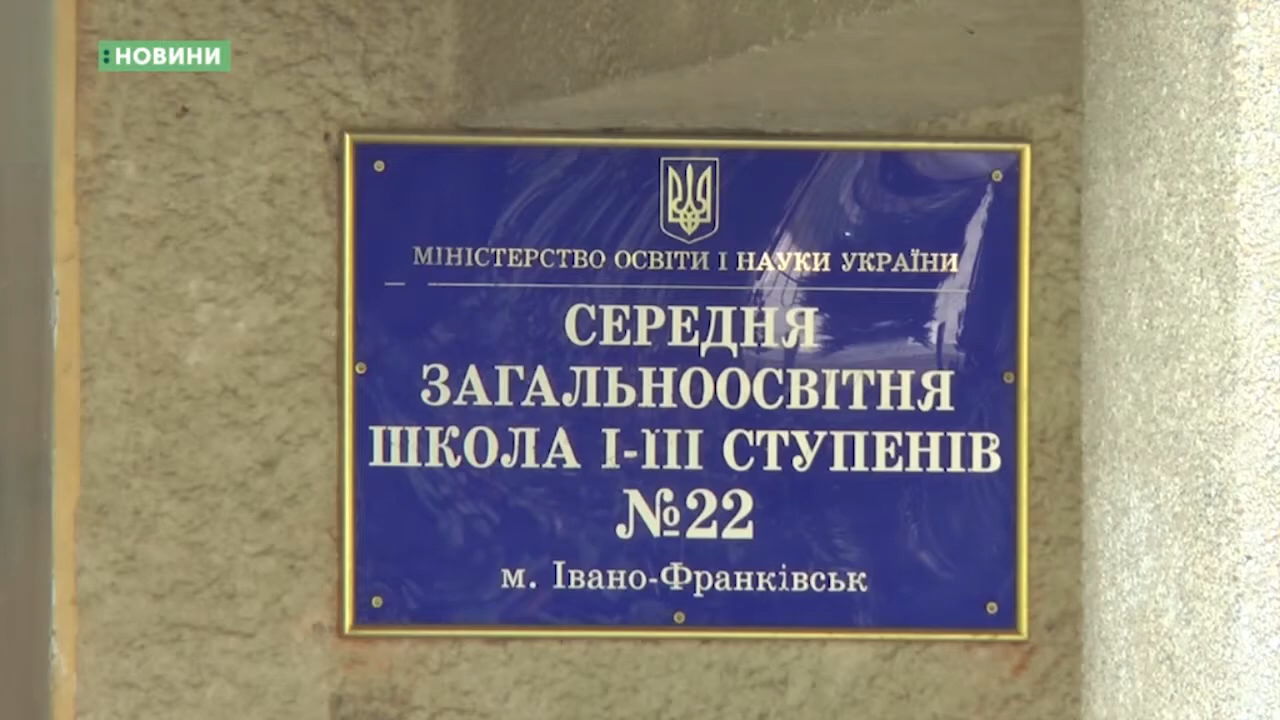 :НОВИНИ
МІНІСТЕРСТВО ОСВІТИ І НАУКИ УКРАЇНИ
СЕРЕДНЯ
ЗАГАЛЬНООСВІТНЯ
ШКОЛА І-ІІІ СТУПЕНІВ
№22
м. Івано-Франківськ